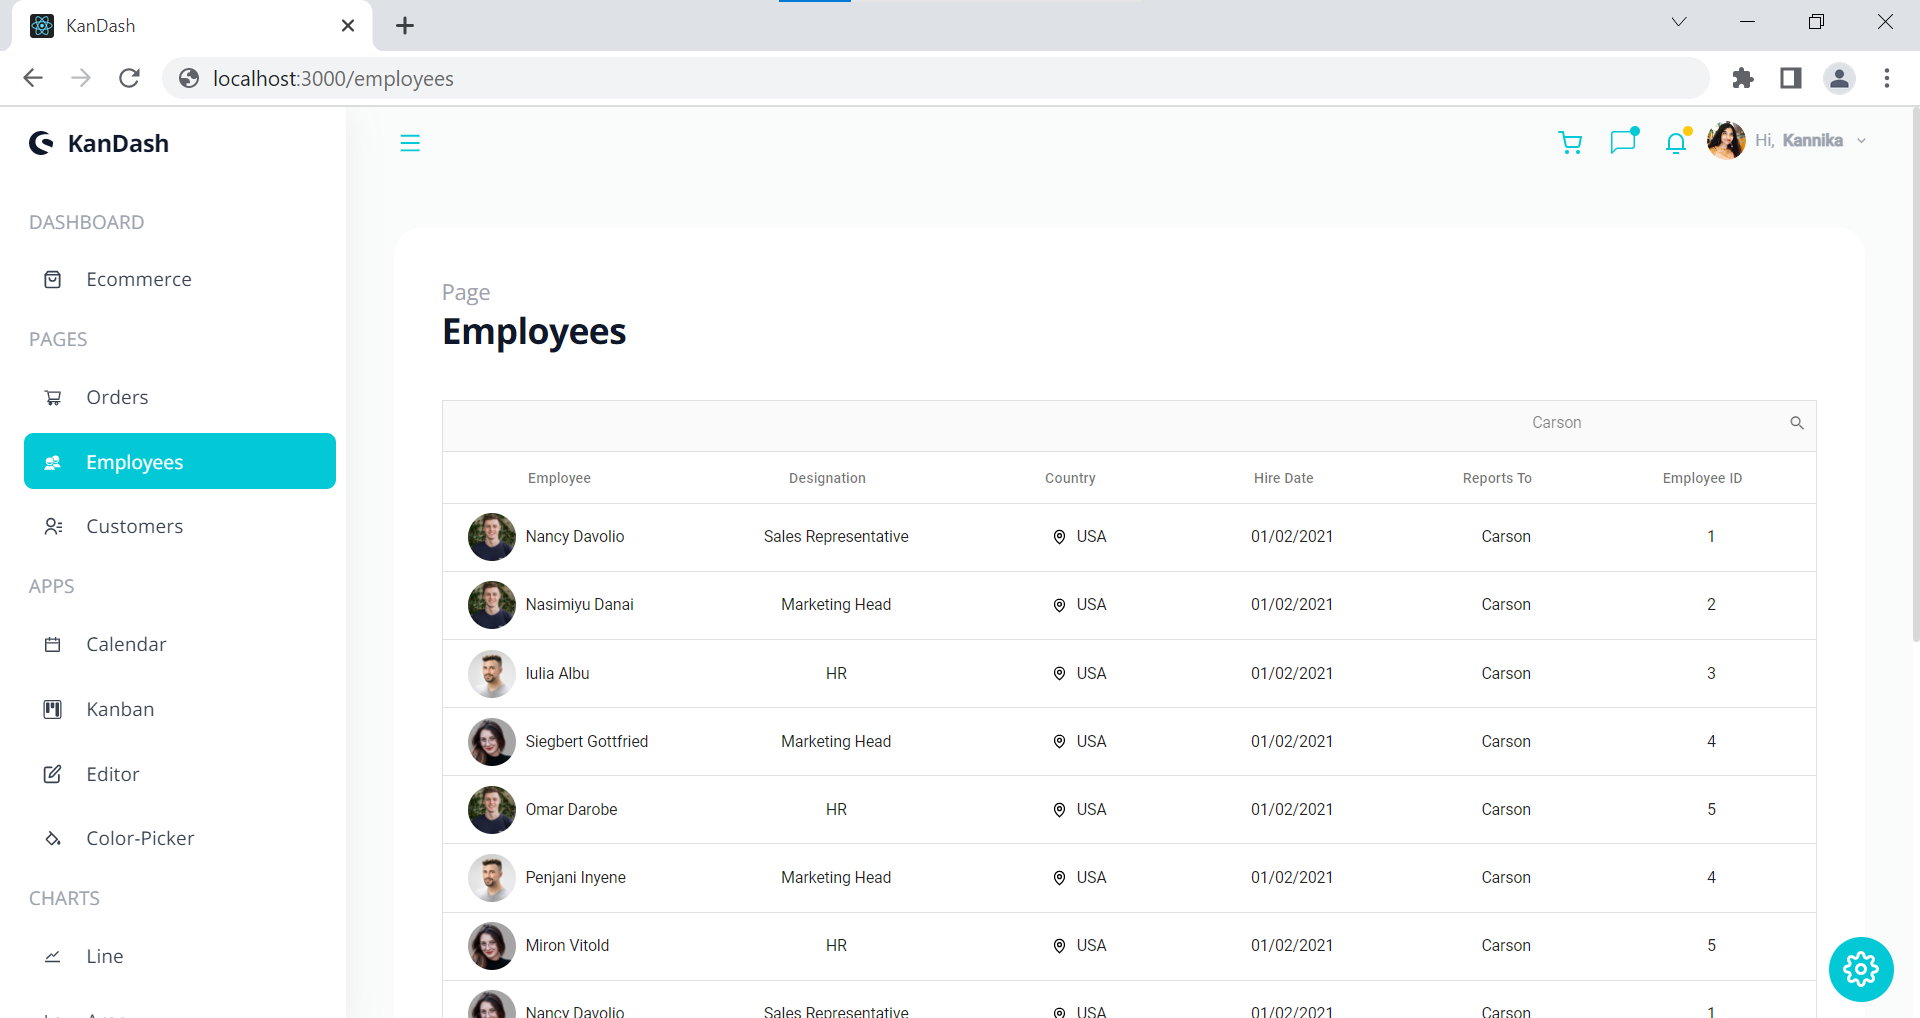 KanDash
localhost:3000/employees
KanDash
Hi, Kannika
DASHBOARD
Ecommerce
PAGES
Orders
Employees
Customers
APPS
Calendar
Kanban
Editor
Color-Picker
CHARTS
Line
Page
Employees
Carson
Employee Designation Country Hire Date Reports To Employee ID
Nancy Davolio Sales Representative USA 01/02/2021 Carson 1
Nasimiyu Danai Marketing Head USA 01/02/2021 Carson 2
Iulia Albu HR USA 01/02/2021 Carson 3
Siegbert Gottfried Marketing Head USA 01/02/2021 Carson 4
Omar Darobe HR USA 01/02/2021 Carson 5
Penjani Inyene Marketing Head USA 01/02/2021 Carson 4
Miron Vitold HR USA 01/02/2021 Carson 5
Nancy Davolio Sales Representative USA 01/02/2021 Carson 1